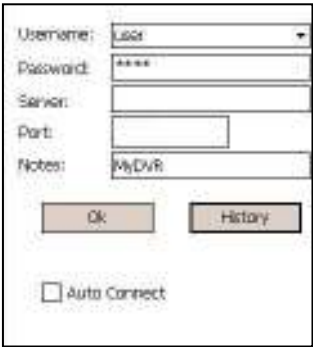 Username: user
Password: ****
Server:
Port:
Notes: MyDVR
Ok History
Auto Connect